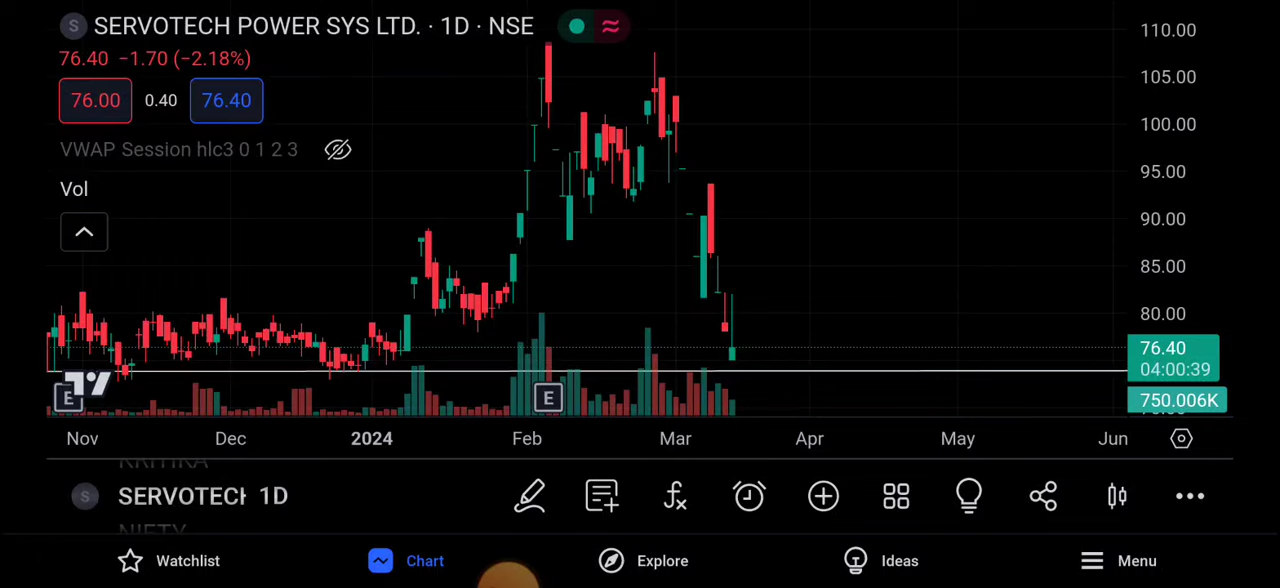 S SERVOTECH POWER SYS LTD. · 1D · NSE
76.40 −1.70 (−2.18%)
76.00 0.40 76.40
VWAP Session hlc3 0 1 2 3
Vol
110.00
105.00
100.00
95.00
90.00
85.00
80.00
76.40
04:00:39
750.006K
E E
Nov Dec 2024 Feb Mar Apr May Jun
KRITIKA
S SERVOTECH 1D
NIFTY
Watchlist Chart Explore Ideas Menu